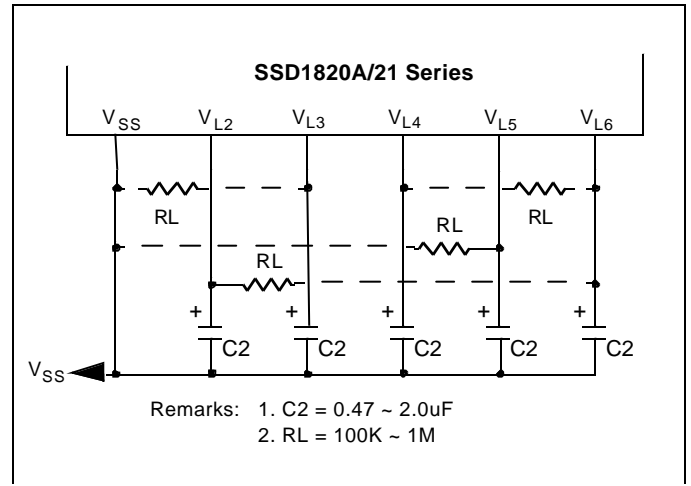 SSD1820A/21 Series
VSS VL2 VL3 VL4 VL5 VL6
RL RL
RL
RL
+ + + + +
C2 C2 C2 C2 C2
VSS
Remarks: 1. C2 = 0.47 ~ 2.0uF
2. RL = 100K ~ 1M